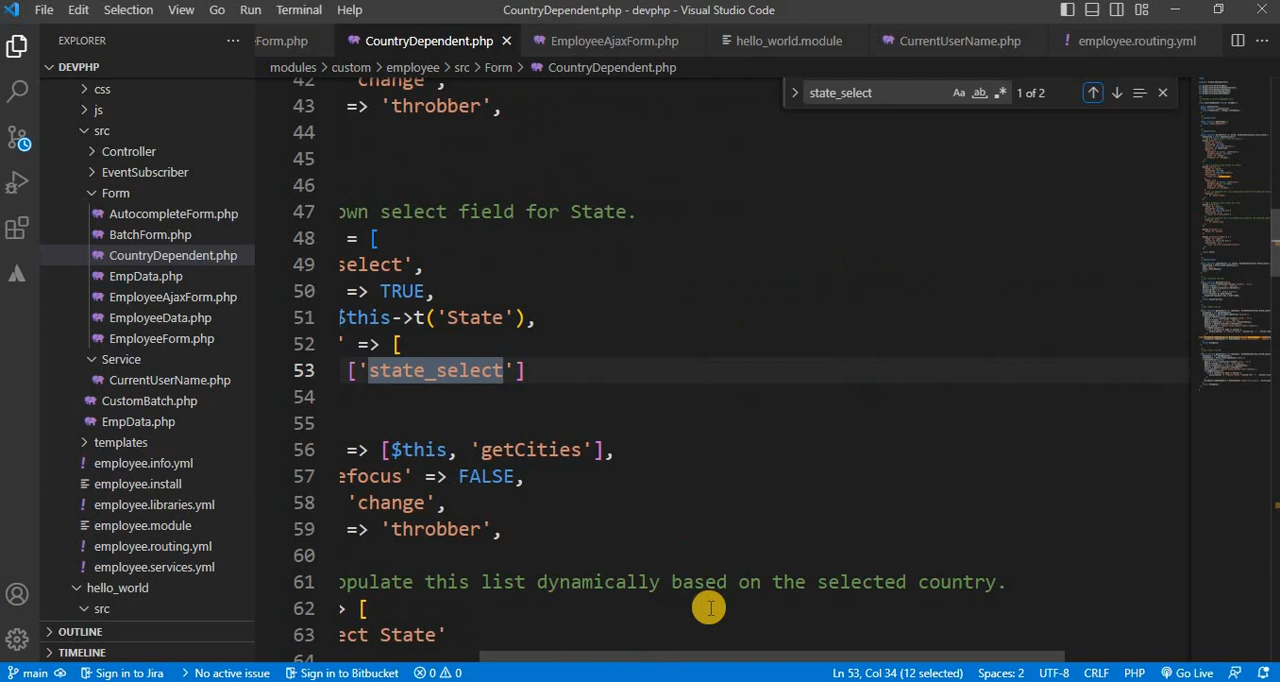 File Edit Selection View Go Run Terminal Help CountryDependent.php - devphp - Visual Studio Code
EXPLORER
Form.php CountryDependent.php EmployeeAjaxForm.php hello_world.module CurrentUserName.php employee.routing.yml
DEVPHP
modules > custom > employee > src > Form > CountryDependent.php
state_select Aa ab 1 of 2
css
js
src
Controller
EventSubscriber
Form
AutocompleteForm.php
BatchForm.php
CountryDependent.php
EmpData.php
EmployeeAjaxForm.php
EmployeeData.php
EmployeeForm.php
Service
CurrentUserName.php
CustomBatch.php
EmpData.php
templates
employee.info.yml
employee.install
employee.libraries.yml
employee.module
employee.routing.yml
employee.services.yml
hello_world
src
OUTLINE
TIMELINE
42 'change',
43 => 'throbber',
44
45
46
47 own select field for State.
48 = [
49 select',
50 => TRUE,
51 $this->t('State'),
52 ' => [
53 ['state_select']
54
55
56 => [$this, 'getCities'],
57 efocus' => FALSE,
58 'change',
59 => 'throbber',
60
61 opulate this list dynamically based on the selected country.
62 > [
63 ect State'
64
main Sign in to Jira No active issue Sign in to Bitbucket 0 0 Ln 53, Col 34 (12 selected) Spaces: 2 UTF-8 CRLF PHP Go Live